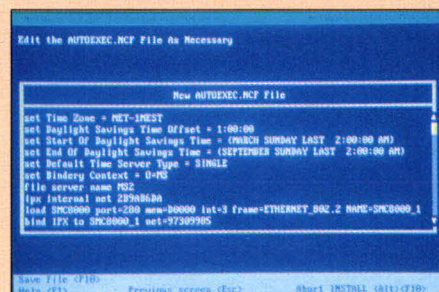 Edit the AUTOEXEC.NCF File As Necessary
New AUTOEXEC.NCF File
set Time Zone = MET-1MEST
set Daylight Savings Time Offset = 1:00:00
set Start Of Daylight Savings Time = (MARCH SUNDAY LAST 2:00:00 AM)
set End Of Daylight Savings Time = (SEPTEMBER SUNDAY LAST 2:00:00 AM)
set Default Time Server Type = SINGLE
set Bindery Context = O=MS
file server name MS2
ipx internal net 2B9AB6DA
load SMC8000 port=280 mem=D0000 int=3 frame=ETHERNET_802.2 NAME=SMC8000_1
bind IPX to SMC8000_1 net=97309985
Save File <F10>
Help <F1> Previous screen <Esc> Abort INSTALL <Alt><F10>